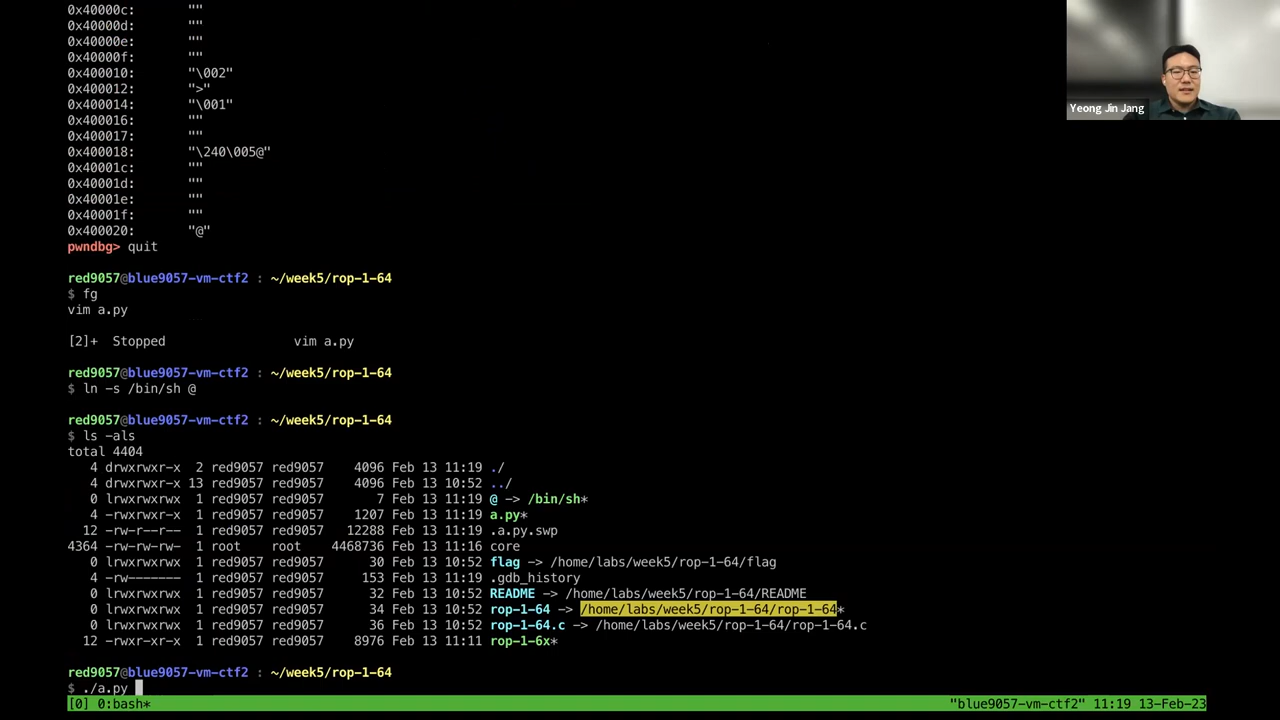 0x40000c: ""
0x40000d: ""
0x40000e: ""
0x40000f: ""
0x400010: "\002"
0x400012: ">"
0x400014: "\001"
0x400016: ""
0x400017: ""
0x400018: "\240\005@"
0x40001c: ""
0x40001d: ""
0x40001e: ""
0x40001f: ""
0x400020: "@"
pwndbg> quit
red9057@blue9057-vm-ctf2 : ~/week5/rop-1-64
$ fg
vim a.py
[2]+ Stopped vim a.py
red9057@blue9057-vm-ctf2 : ~/week5/rop-1-64
$ ln -s /bin/sh @
red9057@blue9057-vm-ctf2 : ~/week5/rop-1-64
$ ls -als
total 4404
4 drwxrwxr-x 2 red9057 red9057 4096 Feb 13 11:19 ./
4 drwxrwxr-x 13 red9057 red9057 4096 Feb 13 10:52 ../
0 lrwxrwxrwx 1 red9057 red9057 7 Feb 13 11:19 @ -> /bin/sh*
4 -rwxrwxr-x 1 red9057 red9057 1207 Feb 13 11:19 a.py*
12 -rw-r--r-- 1 red9057 red9057 12288 Feb 13 11:19 .a.py.swp
4364 -rw-rw-rw- 1 root root 4468736 Feb 13 11:16 core
0 lrwxrwxrwx 1 red9057 red9057 30 Feb 13 10:52 flag -> /home/labs/week5/rop-1-64/flag
4 -rw------- 1 red9057 red9057 153 Feb 13 11:19 .gdb_history
0 lrwxrwxrwx 1 red9057 red9057 32 Feb 13 10:52 README -> /home/labs/week5/rop-1-64/README
0 lrwxrwxrwx 1 red9057 red9057 34 Feb 13 10:52 rop-1-64 -> /home/labs/week5/rop-1-64/rop-1-64*
0 lrwxrwxrwx 1 red9057 red9057 36 Feb 13 10:52 rop-1-64.c -> /home/labs/week5/rop-1-64/rop-1-64.c
12 -rwxrwxr-x 1 red9057 red9057 8976 Feb 13 11:11 rop-1-6x*
red9057@blue9057-vm-ctf2 : ~/week5/rop-1-64
$ ./a.py
[0] 0:bash* "blue9057-vm-ctf2" 11:19 13-Feb-23
Yeong Jin Jang